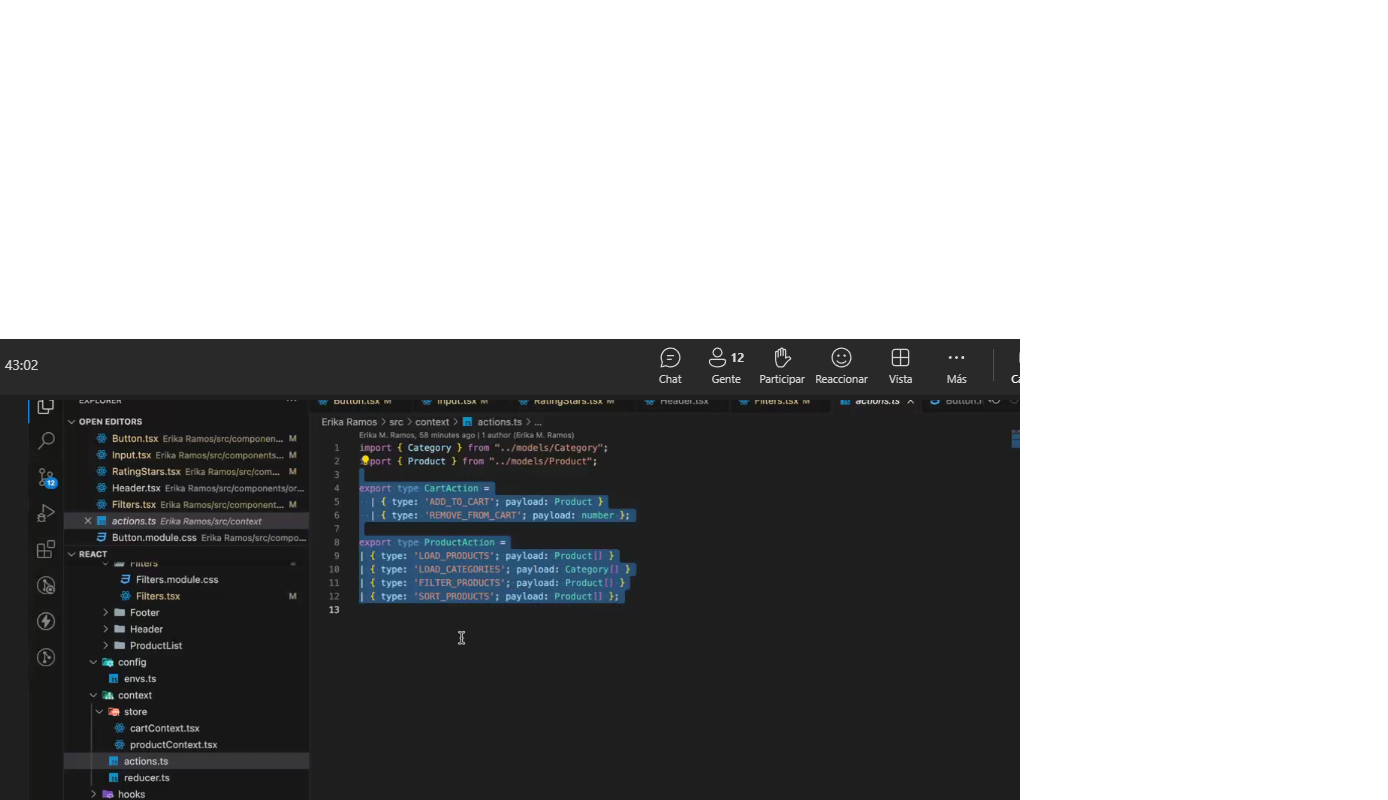 43:02
12
Chat
Gente
Participar
Reaccionar
Vista
Más
Ca
EXPLORER
OPEN EDITORS
Button.tsx Erika Ramos/src/componen... M
Input.tsx Erika Ramos/src/components... M
RatingStars.tsx Erika Ramos/src/com... M
Header.tsx Erika Ramos/src/components/or...
Filters.tsx Erika Ramos/src/component... M
actions.ts Erika Ramos/src/context
Button.module.css Erika Ramos/src/compo...
12
REACT
Filters
Filters.module.css
Filters.tsx M
Footer
Header
ProductList
config
envs.ts
context
store
cartContext.tsx
productContext.tsx
actions.ts
reducer.ts
hooks
Button.tsx M
Input.tsx M
RatingStars.tsx M
Header.tsx
Filters.tsx M
actions.ts
Button.
Erika Ramos > src > context > actions.ts > ...
Erika M. Ramos, 58 minutes ago | 1 author (Erika M. Ramos)
1 import { Category } from "../models/Category";
2 port { Product } from "../models/Product";
3
4 export type CartAction =
5 | { type: 'ADD_TO_CART'; payload: Product }
6 | { type: 'REMOVE_FROM_CART'; payload: number };
7
8 export type ProductAction =
9 | { type: 'LOAD_PRODUCTS'; payload: Product[] }
10 | { type: 'LOAD_CATEGORIES'; payload: Category[] }
11 | { type: 'FILTER_PRODUCTS'; payload: Product[] }
12 | { type: 'SORT_PRODUCTS'; payload: Product[] };
13